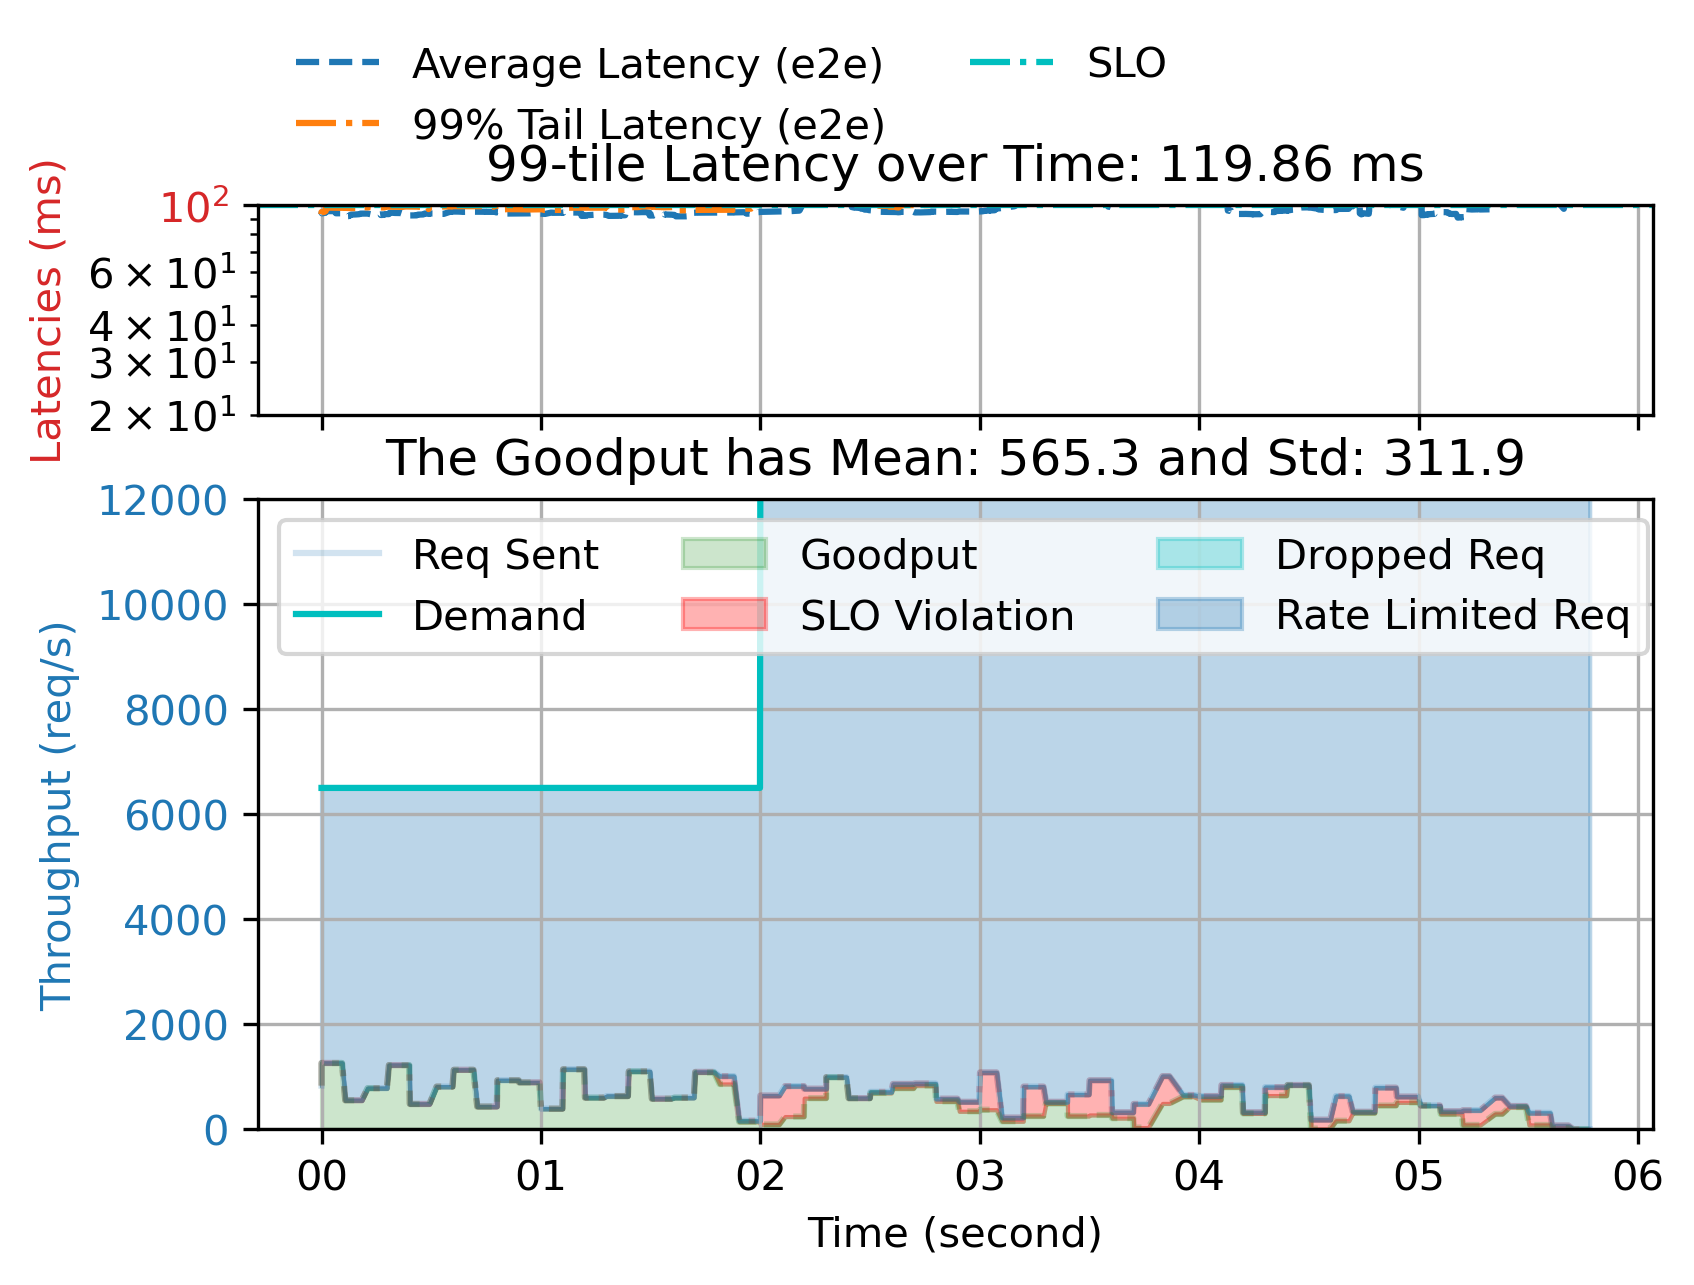 Average Latency (e2e)
SLO
99% Tail Latency (e2e)
99-tile Latency over Time: 119.86 ms
Latencies (ms)
10²
6 × 10¹
4 × 10¹
3 × 10¹
2 × 10¹
The Goodput has Mean: 565.3 and Std: 311.9
Throughput (req/s)
12000
10000
8000
6000
4000
2000
0
Req Sent
Demand
Goodput
SLO Violation
Dropped Req
Rate Limited Req
00 01 02 03 04 05 06
Time (second)